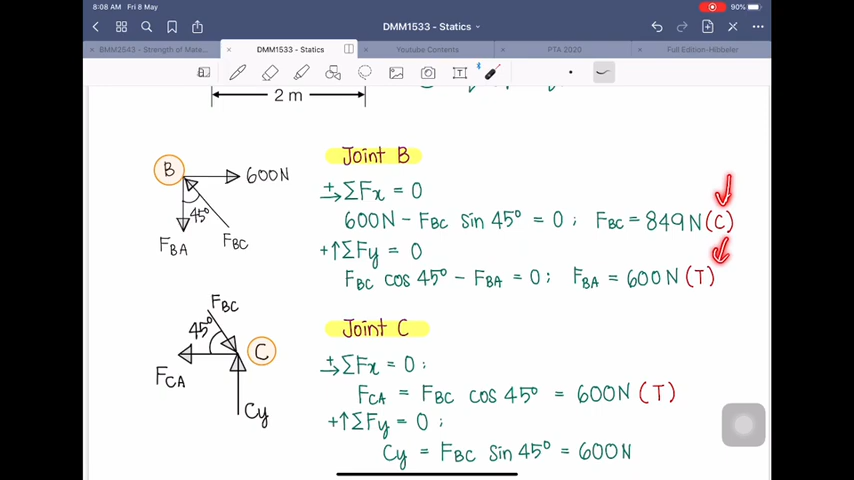 8:08 AM Fri 8 May
90%
DMM1533 - Statics
BMM2543 - Strength of Mate...
DMM1533 - Statics
Youtube Contents
PTA 2020
Full Edition-Hibbeler
2 m
B
600N
45°
FBA
FBC
Joint B
+→ ΣFx = 0
600N - FBC sin 45° = 0 ; FBC = 849 N (C)
+↑ΣFy = 0
FBC cos 45° - FBA = 0 ; FBA = 600 N (T)
FBC
45°
C
FCA
Cy
Joint C
+→ ΣFx = 0 ;
FCA = FBC cos 45° = 600N (T)
+↑ΣFy = 0 ;
Cy = FBC sin 45° = 600N